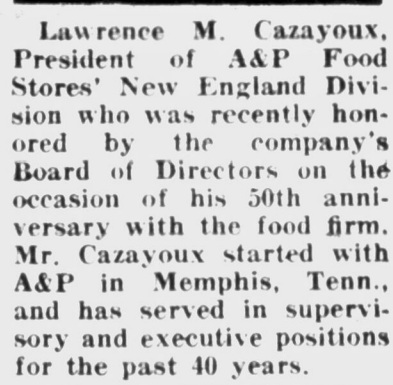 Lawrence M. Cazayoux,
President of A&P Food
Stores' New England Divi-
sion who was recently hon-
ored by the company's
Board of Directors on the
occasion of his 50th anni-
versary with the food firm.
Mr. Cazayoux started with
A&P in Memphis, Tenn.,
and has served in supervi-
sory and executive positions
for the past 40 years.